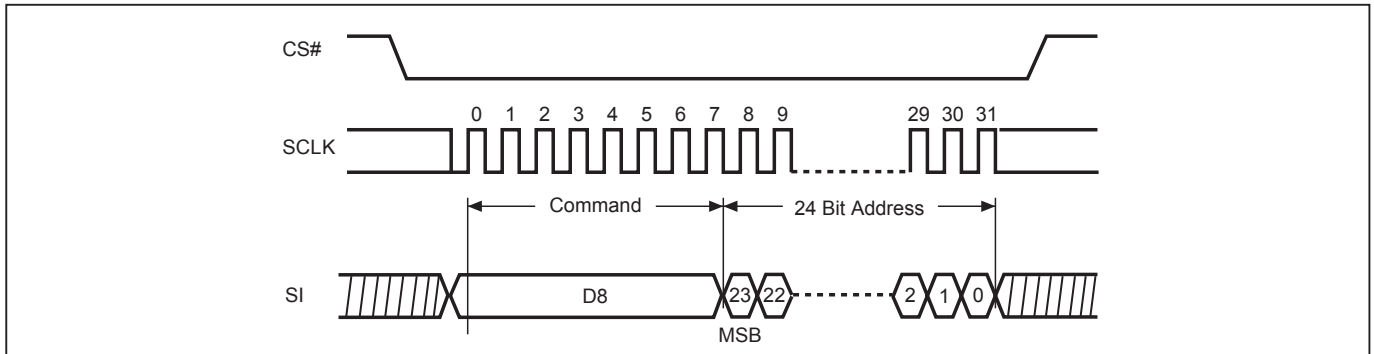 CS#
0 1 2 3 4 5 6 7 8 9 29 30 31
SCLK
Command 24 Bit Address
SI D8 23 22 2 1 0
MSB